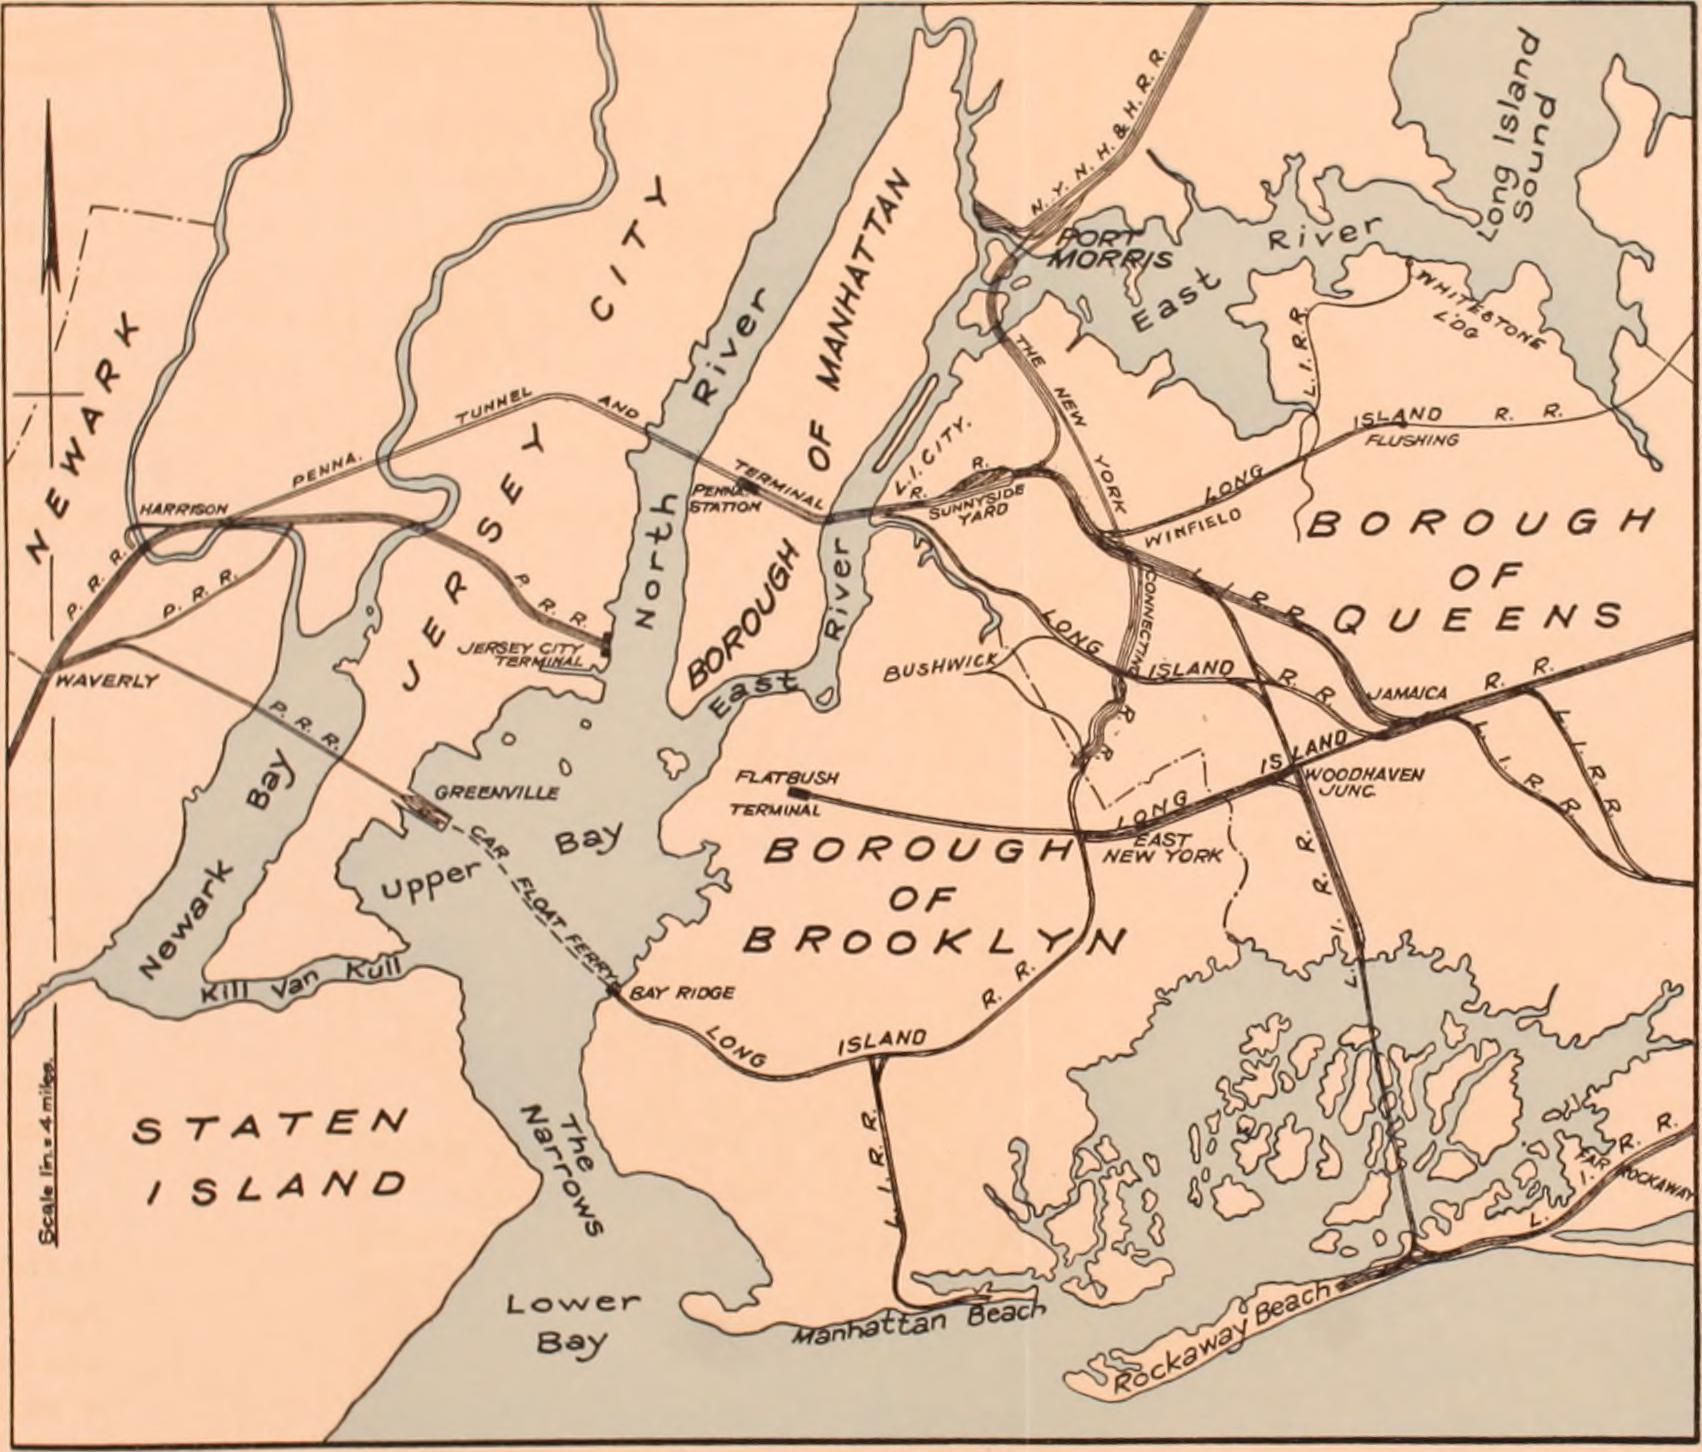 Long Island
Sound
N. Y. N. H. & H. R. R.
PORT
MORRIS
East River
WHITESTONE
L'DG
L. I. R. R.
NEWARK
JERSEY CITY
North River
BOROUGH OF MANHATTAN
PENNA. TUNNEL AND TERMINAL R. R.
PENNA.
STATION
L. I. CITY.
SUNNYSIDE
YARD
THE NEW YORK CONNECTING R. R.
LONG ISLAND R. R.
FLUSHING
WINFIELD
HARRISON
P. R. R.
P. R. R.
P. R. R.
JERSEY CITY
TERMINAL
WAVERLY
P. R. R.
East River
BUSHWICK
LONG ISLAND R. R.
L. I. R. R.
BOROUGH
OF
QUEENS
JAMAICA
LONG ISLAND R. R.
L. I. R. R.
L. I. R. R.
WOODHAVEN
JUNC.
GREENVILLE
CAR FLOAT FERRY
FLATBUSH
TERMINAL
EAST
NEW YORK
BOROUGH
OF
BROOKLYN
Upper Bay
Newark Bay
Kill Van Kull
BAY RIDGE
LONG ISLAND R. R.
L. I. R. R.
L. I. R. R.
STATEN
ISLAND
The
Narrows
Lower
Bay
Manhattan Beach
Rockaway Beach
FAR ROCKAWAY
L. I. R. R.
Scale 1 in. = 4 miles.